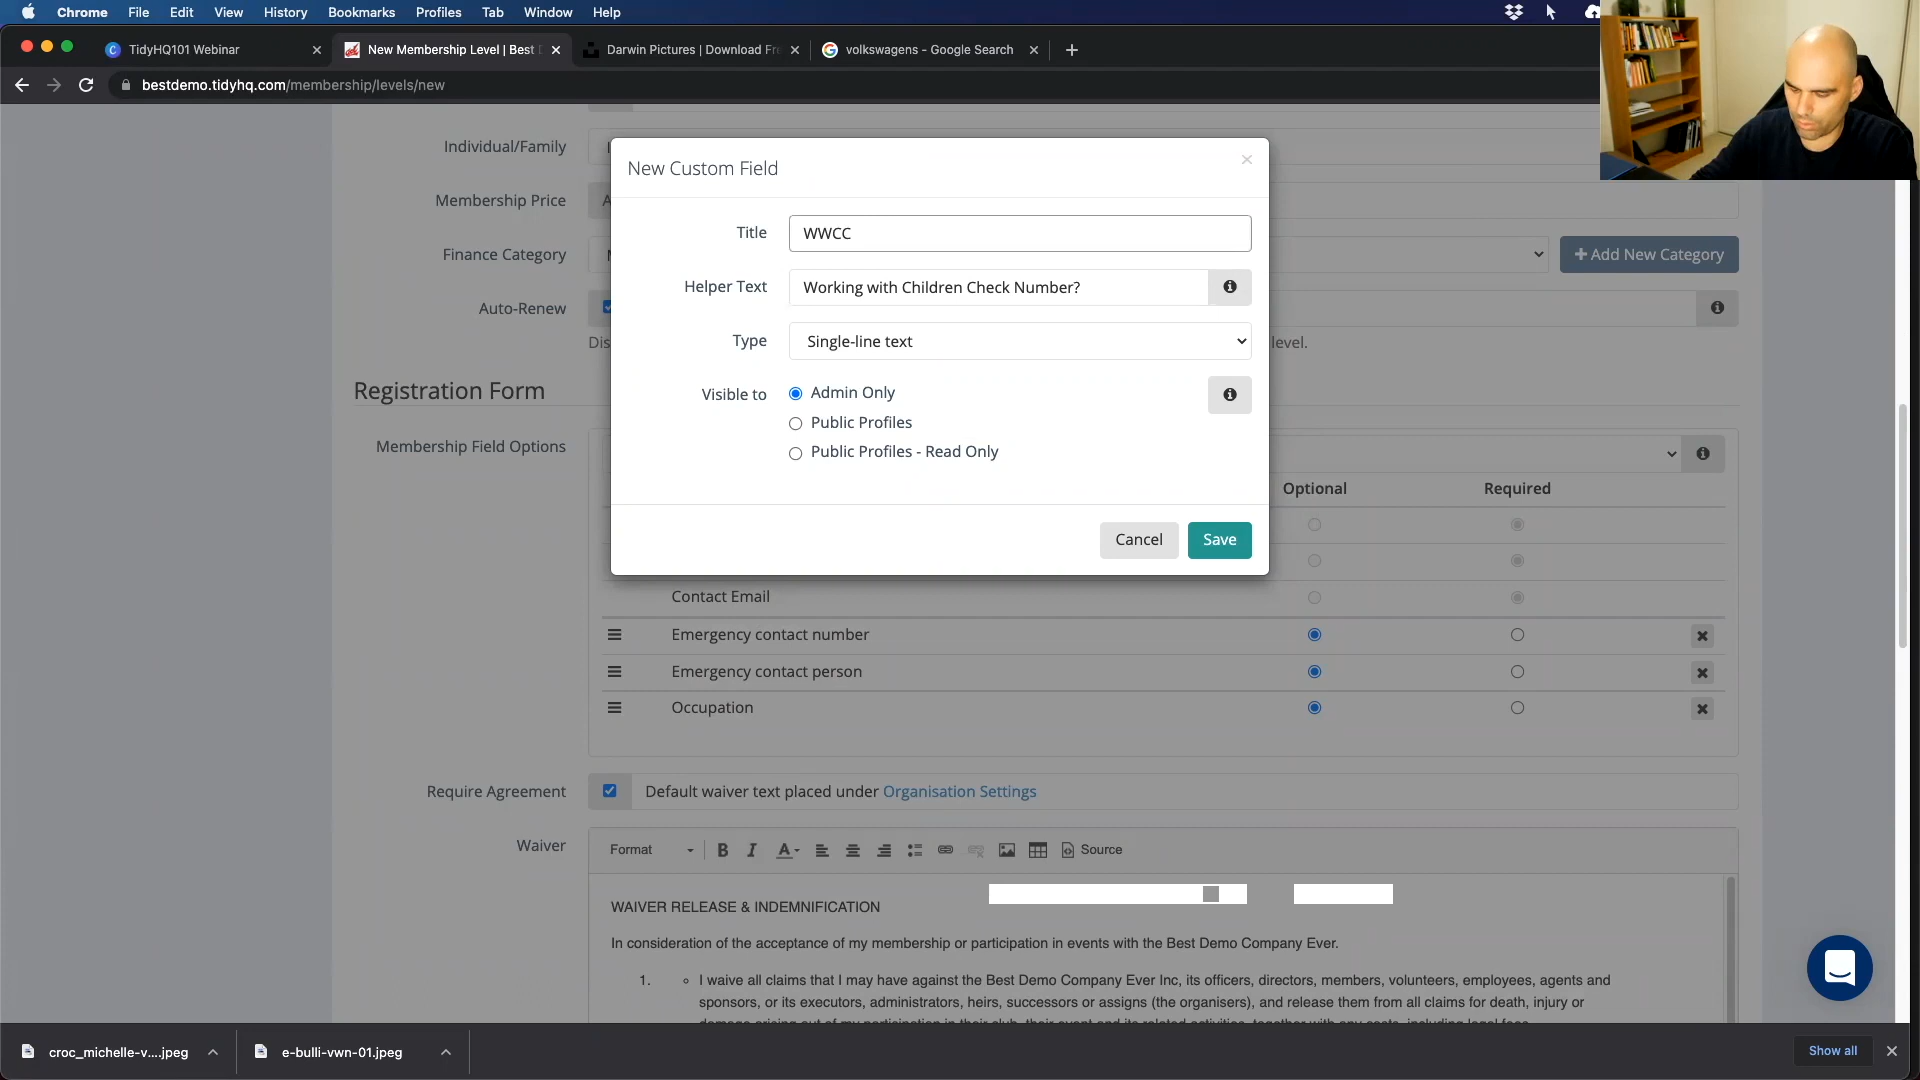 Chrome File Edit View History Bookmarks Profiles Tab Window Help
TidyHQ101 Webinar
New Membership Level | Best
Darwin Pictures | Download Fre
volkswagens - Google Search
bestdemo.tidyhq.com/membership/levels/new
Individual/Family
Membership Price
Finance Category
Add New Category
Auto-Renew
level.
New Custom Field
Title WWCC
Helper Text Working with Children Check Number?
Type Single-line text
Visible to Admin Only
Public Profiles
Public Profiles - Read Only
Cancel Save
Registration Form
Membership Field Options
Optional Required
Contact Email
Emergency contact number
Emergency contact person
Occupation
Require Agreement Default waiver text placed under Organisation Settings
Waiver
Format B I A Source
WAIVER RELEASE & INDEMNIFICATION
In consideration of the acceptance of my membership or participation in events with the Best Demo Company Ever.
1. I waive all claims that I may have against the Best Demo Company Ever Inc, its officers, directors, members, volunteers, employees, agents and
sponsors, or its executors, administrators, heirs, successors or assigns (the organisers), and release them from all claims for death, injury or
croc_michelle-v....jpeg
e-bulli-vwn-01.jpeg
Show all